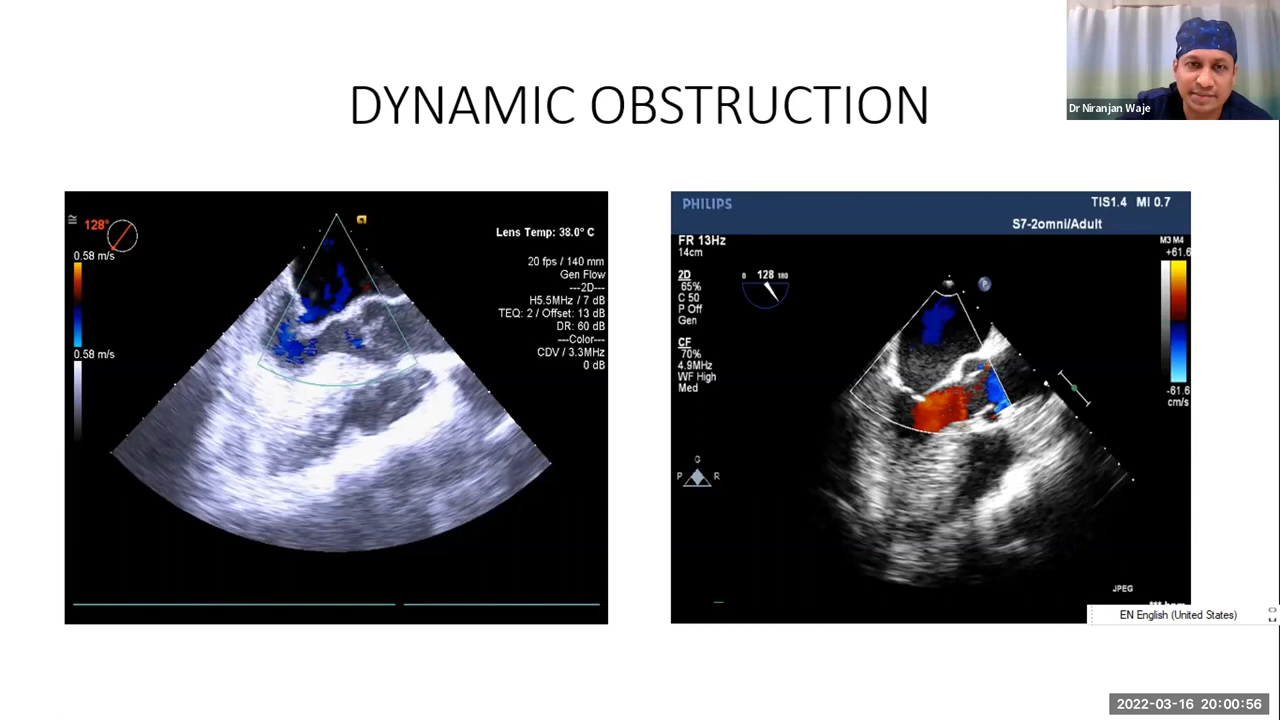 Dr Niranjan Waje
DYNAMIC OBSTRUCTION
128°
0.58 m/s
0.58 m/s
Lens Temp: 38.0° C
20 fps / 140 mm
Gen Flow
---2D---
H5.5MHz / 7 dB
TEQ: 2 / Offset: 13 dB
DR: 60 dB
---Color---
CDV / 3.3MHz
0 dB
PHILIPS
TIS1.4 MI 0.7
S7-2omni/Adult
FR 13Hz
14cm
M3 M4
+61.6
2D
65%
C 50
P Off
Gen
0 128 180
P
CF
70%
4.9MHz
WF High
Med
-61.6
cm/s
G
P R
JPEG
EN English (United States)
2022-03-16 20:00:56